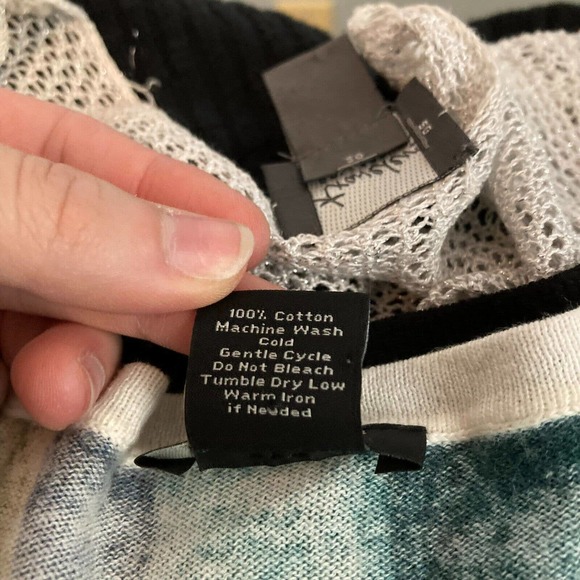 100% Cotton
Machine Wash
Cold
Gentle Cycle
Do Not Bleach
Tumble Dry Low
Warm Iron
if Needed